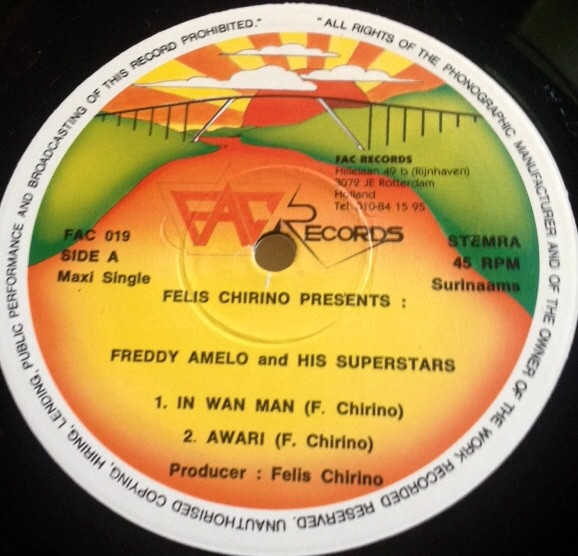 "ALL RIGHTS OF THE PHONOGRAPHIC MANUFACTURER AND OF THE OWNER OF THE WORK RECORDED RESERVED. UNAUTHORISED COPYING, HIRING, LENDING, PUBLIC PERFORMANCE AND BROADCASTING OF THIS RECORD PROHIBITED."
FAC RECORDS
Hillelaan 49 b (Rijnhaven)
3072 JE Rotterdam
Holland
Tel: 010-84 15 95
FAC RECORDS
FAC 019
SIDE A
Maxi Single
STEMRA
45 RPM
Surinaams
FELIS CHIRINO PRESENTS :
FREDDY AMELO and HIS SUPERSTARS
1. IN WAN MAN (F. Chirino)
2. AWARI (F. Chirino)
Producer : Felis Chirino